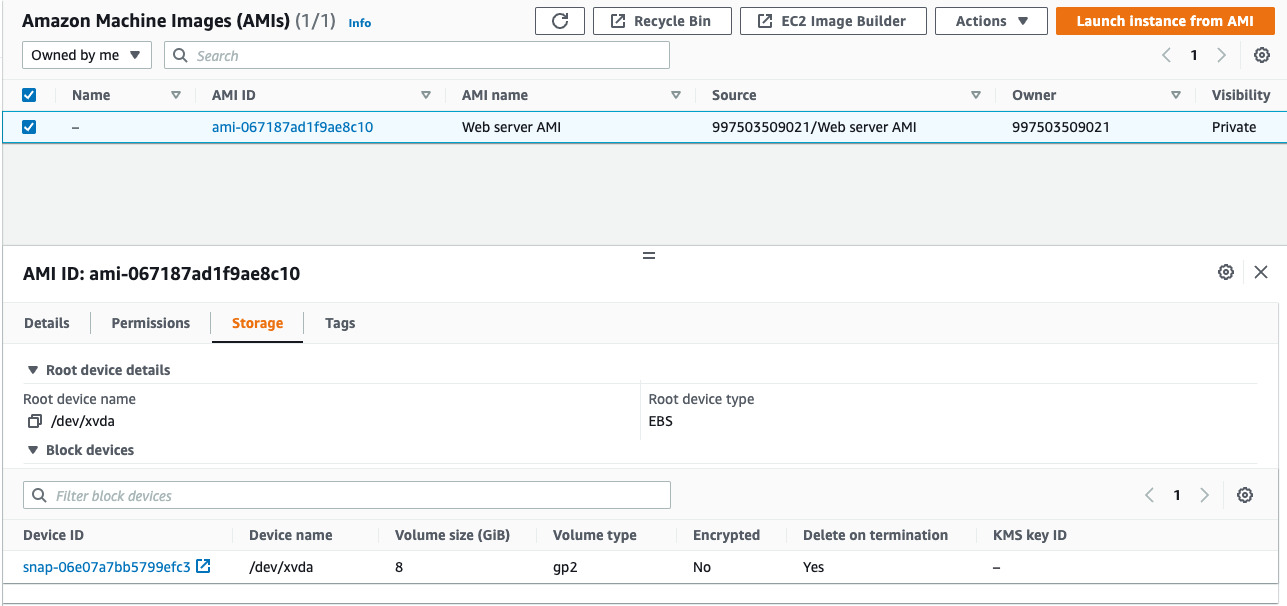 Amazon Machine Images (AMIs) (1/1) Info Recycle Bin EC2 Image Builder Actions Launch instance from AMI
Owned by me Search 1
Name AMI ID AMI name Source Owner Visibility
– ami-067187ad1f9ae8c10 Web server AMI 997503509021/Web server AMI 997503509021 Private
AMI ID: ami-067187ad1f9ae8c10
Details Permissions Storage Tags
Root device details
Root device name Root device type
/dev/xvda EBS
Block devices
Filter block devices 1
Device ID Device name Volume size (GiB) Volume type Encrypted Delete on termination KMS key ID
snap-06e07a7bb5799efc3 /dev/xvda 8 gp2 No Yes –